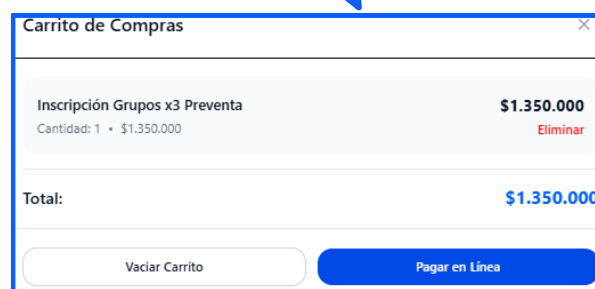 Carrito de Compras
Inscripción Grupos x3 Preventa
$1.350.000
Cantidad: 1 • $1.350.000
Eliminar
Total:
$1.350.000
Vaciar Carrito
Pagar en Línea